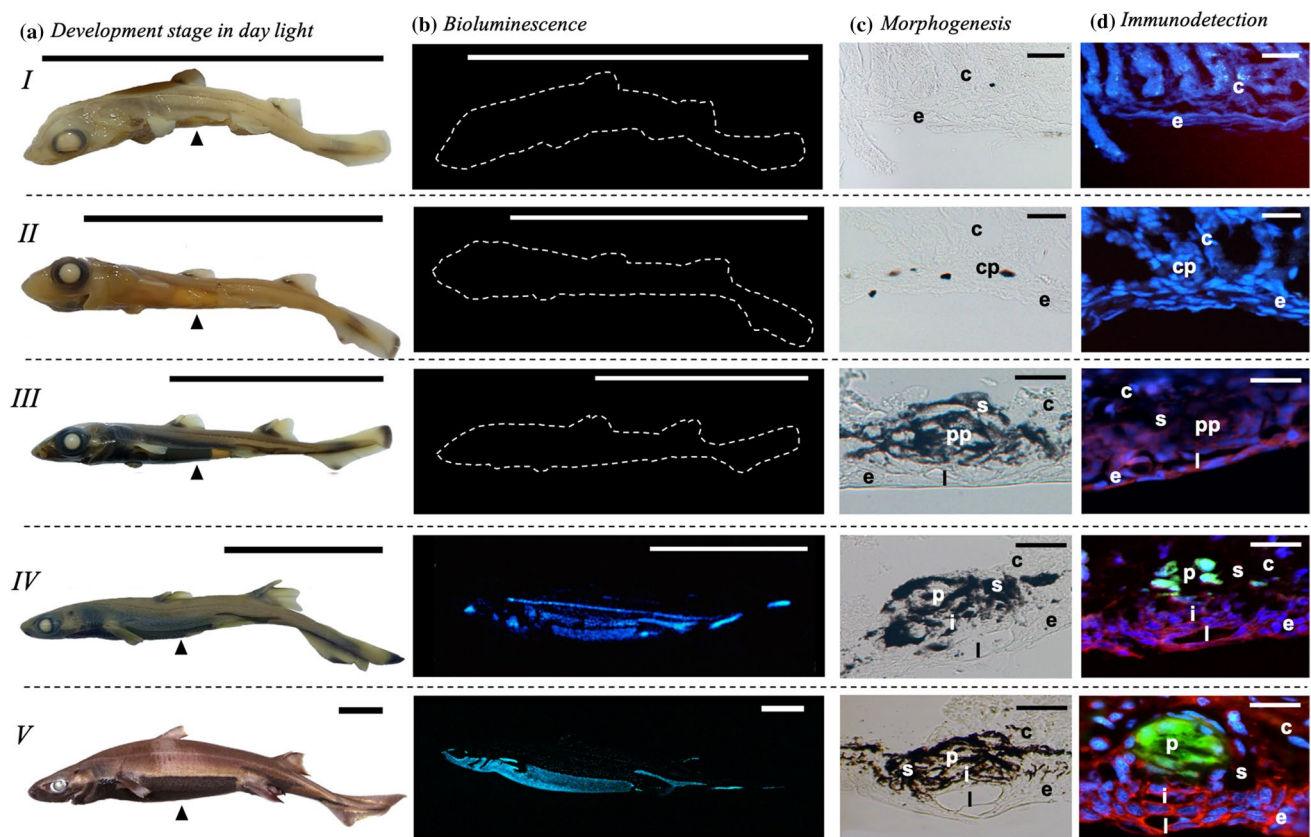 (a) Development stage in day light
(b) Bioluminescence
(c) Morphogenesis
(d) Immunodetection
I
c
e
c
e
II
c
cp
e
c
cp
e
III
s
c
pp
e
l
c
s
pp
l
e
IV
c
s
p
i
e
l
c
p
s
i
e
l
V
c
p
s
i
e
l
c
p
s
i
e
l